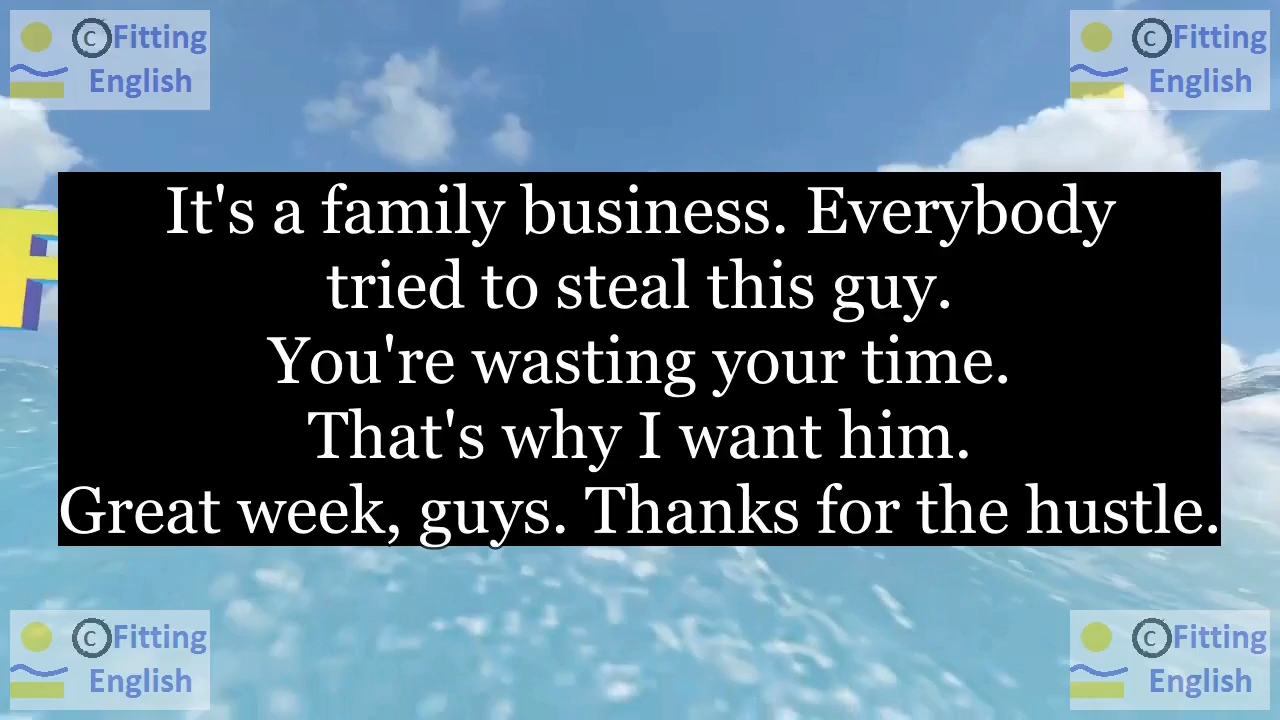 ©Fitting
English
©Fitting
English
It's a family business. Everybody
tried to steal this guy.
You're wasting your time.
That's why I want him.
Great week, guys. Thanks for the hustle.
F
©Fitting
English
©Fitting
English